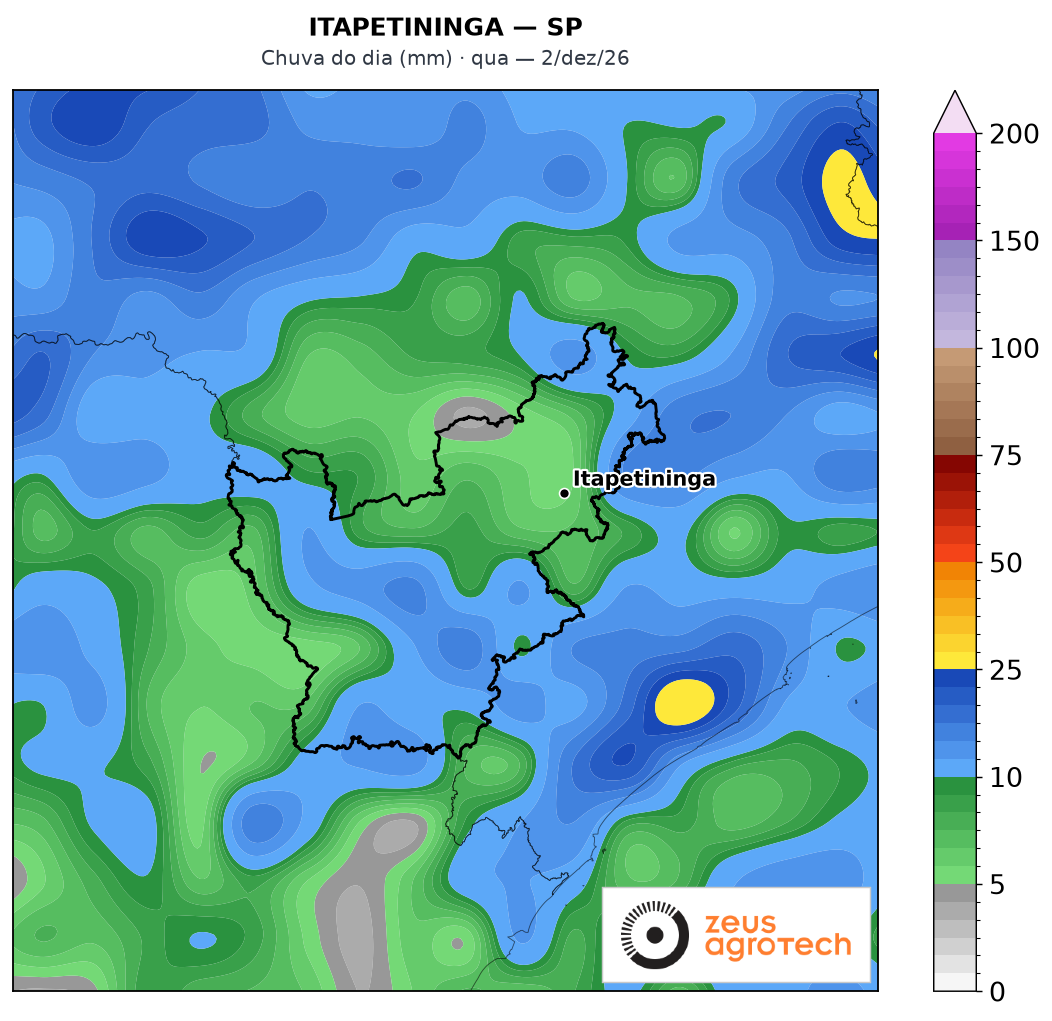 ITAPETININGA — SP
Chuva do dia (mm) · qua — 2/dez/26
200
150
100
75
50
25
10
5
0
Itapetininga
zeus
agrotech